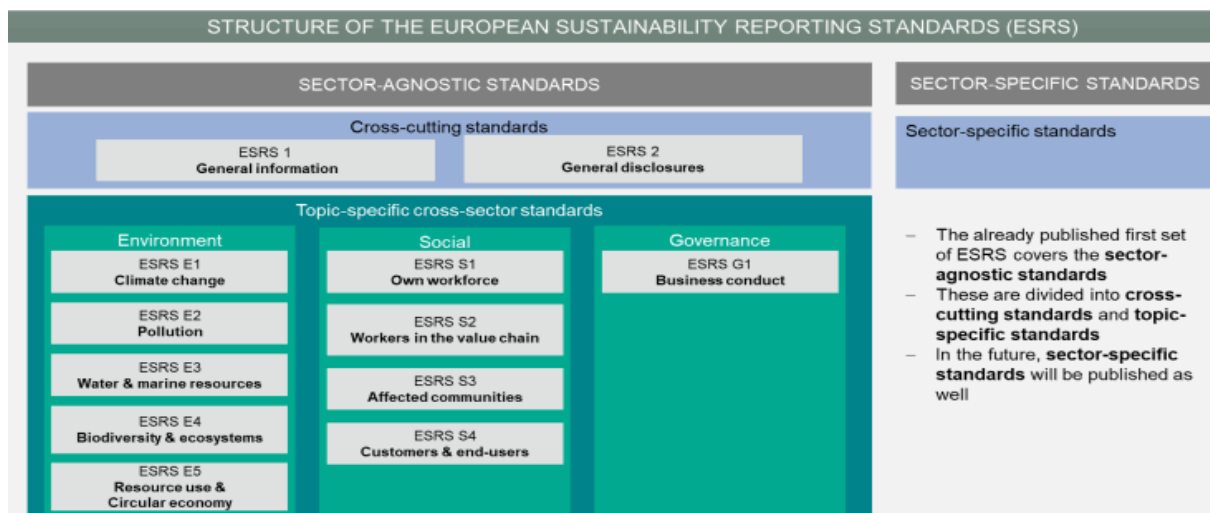 STRUCTURE OF THE EUROPEAN SUSTAINABILITY REPORTING STANDARDS (ESRS)
SECTOR-AGNOSTIC STANDARDS
Cross-cutting standards
ESRS 1
General information
ESRS 2
General disclosures
Topic-specific cross-sector standards
Environment
ESRS E1
Climate change
ESRS E2
Pollution
ESRS E3
Water & marine resources
ESRS E4
Biodiversity & ecosystems
ESRS E5
Resource use &
Circular economy
Social
ESRS S1
Own workforce
ESRS S2
Workers in the value chain
ESRS S3
Affected communities
ESRS S4
Customers & end-users
Governance
ESRS G1
Business conduct
SECTOR-SPECIFIC STANDARDS
Sector-specific standards
– The already published first set
of ESRS covers the sector-
agnostic standards
– These are divided into cross-
cutting standards and topic-
specific standards
– In the future, sector-specific
standards will be published as
well